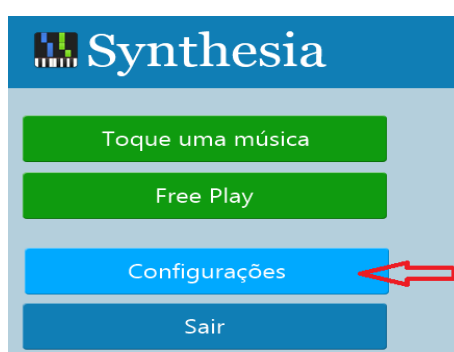 Synthesia
Toque uma música
Free Play
Configurações
Sair